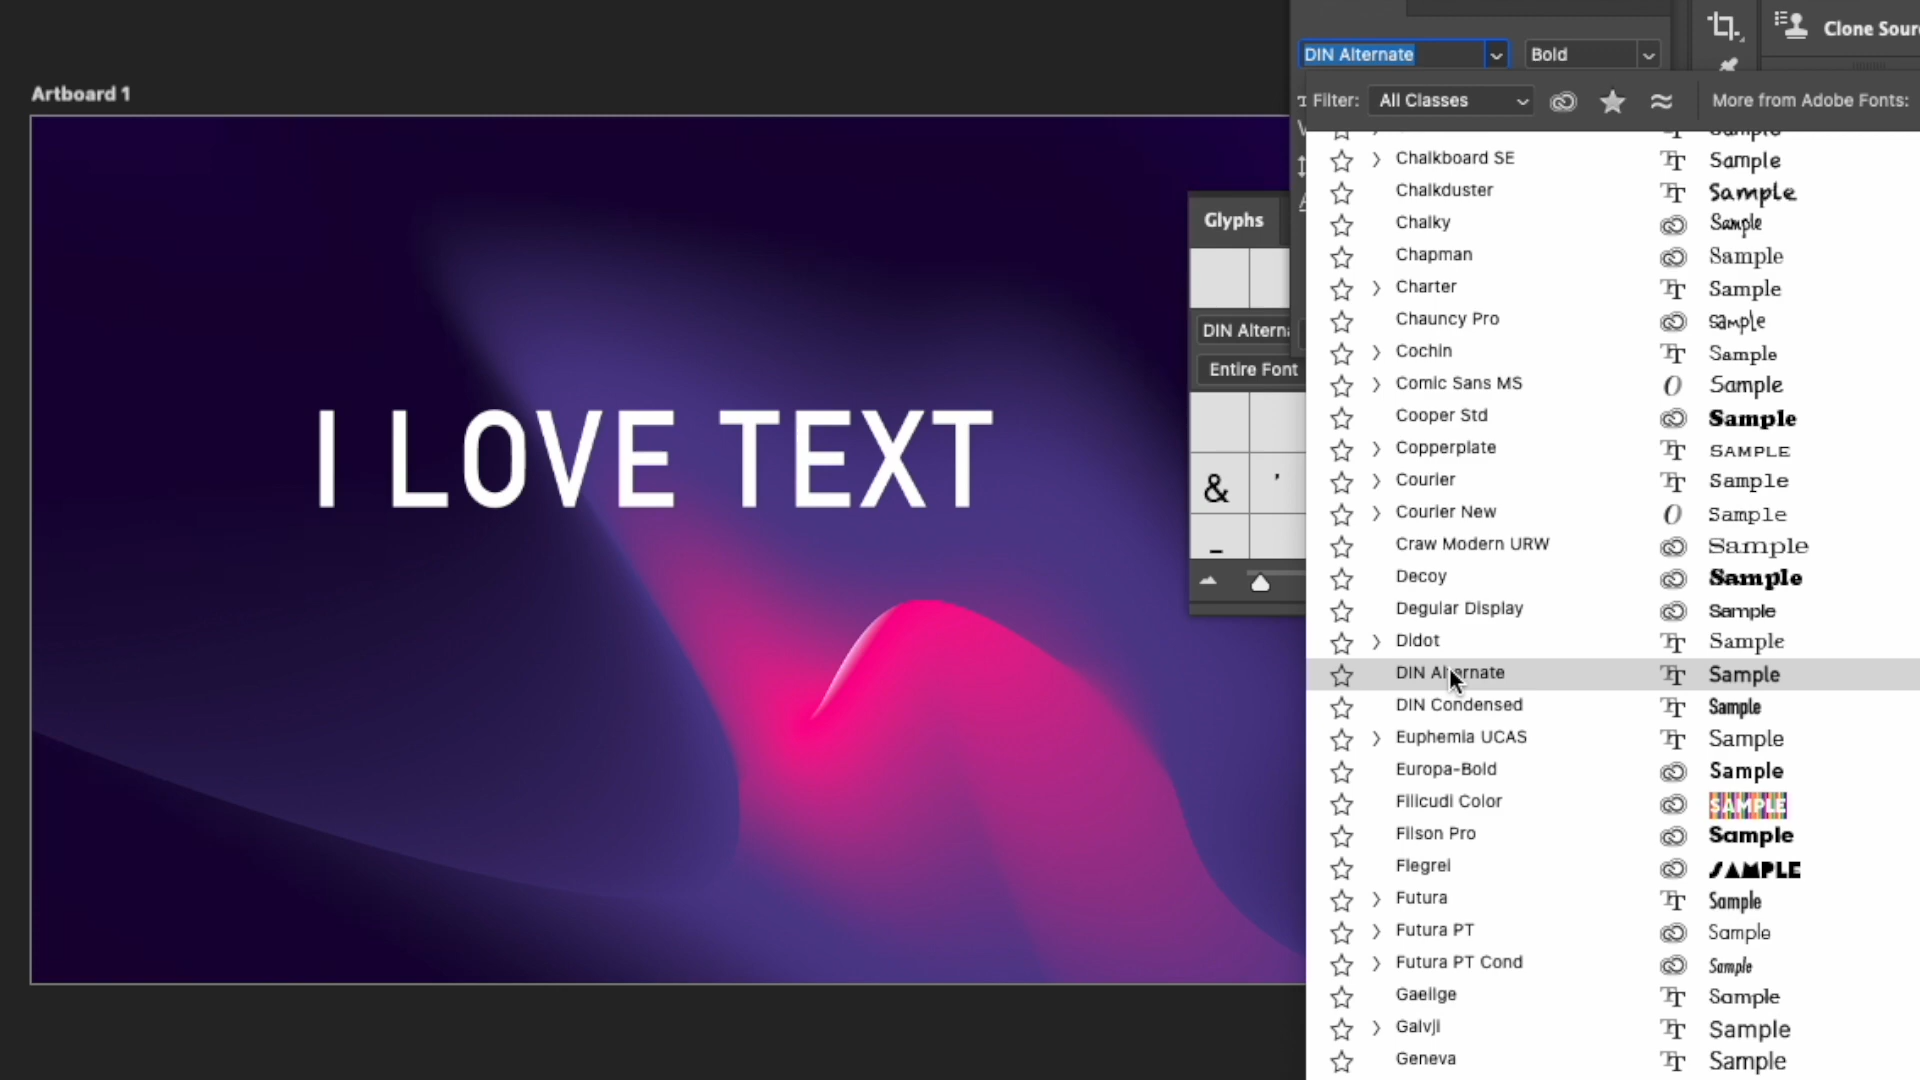 Clone Sour
DIN Alternate
Bold
Artboard 1
Filter:
All Classes
More from Adobe Fonts:
Sample
Chalkboard SE
Sample
Chalkduster
Sample
Glyphs
Chalky
Sample
Chapman
Sample
Charter
Sample
DIN Altern
Chauncy Pro
Sample
Cochin
Sample
Entire Font
Comic Sans MS
Sample
Cooper Std
Sample
I LOVE TEXT
Copperplate
SAMPLE
Courier
Sample
& '
Courier New
Sample
Craw Modern URW
Sample
_
Decoy
Sample
Degular Display
Sample
Didot
Sample
DIN Alternate
Sample
DIN Condensed
Sample
Euphemia UCAS
Sample
Europa-Bold
Sample
Filicudi Color
SAMPLE
Filson Pro
Sample
Flegrei
SAMPLE
Futura
Sample
Futura PT
Sample
Futura PT Cond
Sample
Gaeilge
Sample
Galvji
Sample
Geneva
Sample